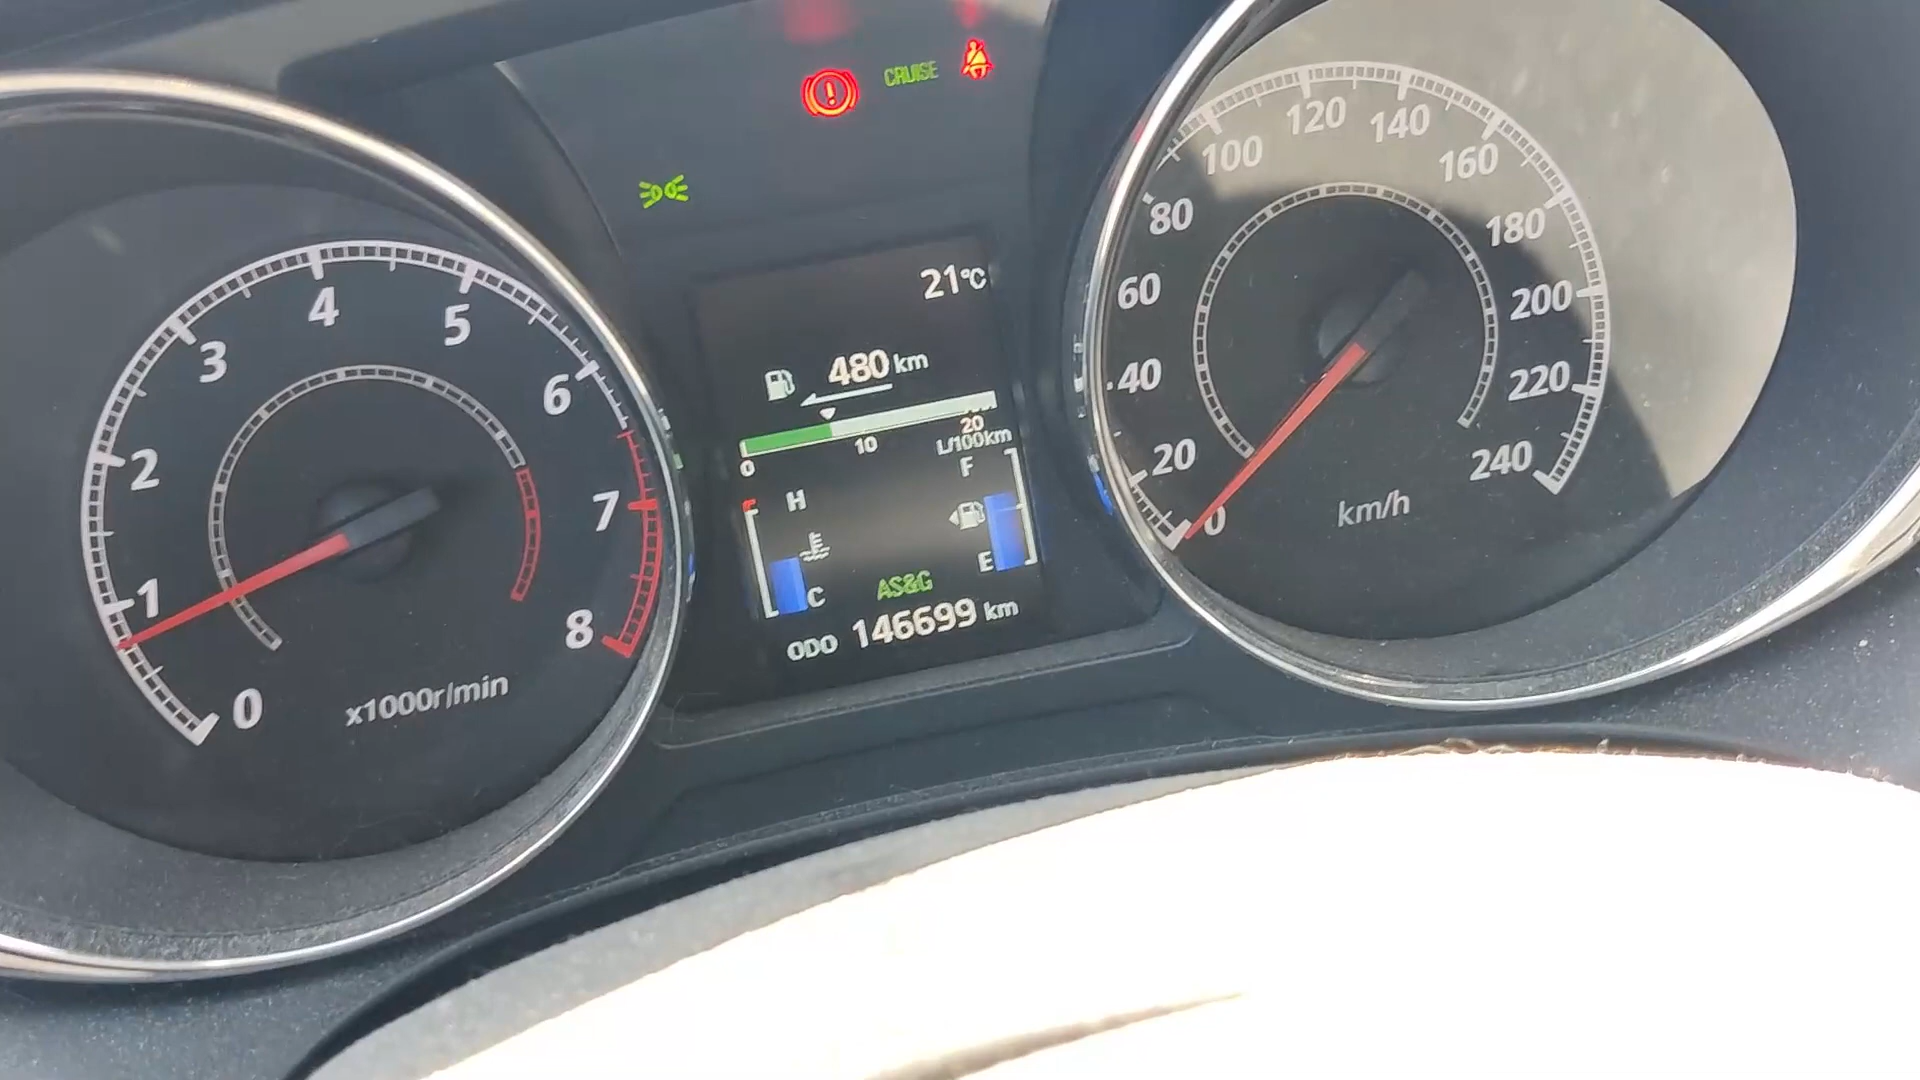 CRUISE
21°C
480 km
0 10 20
L/100km
H
C
F
E
AS&G
ODO 146699 km
0 1 2 3 4 5 6 7 8
x1000r/min
0 20 40 60 80 100 120 140 160 180 200 220 240
km/h